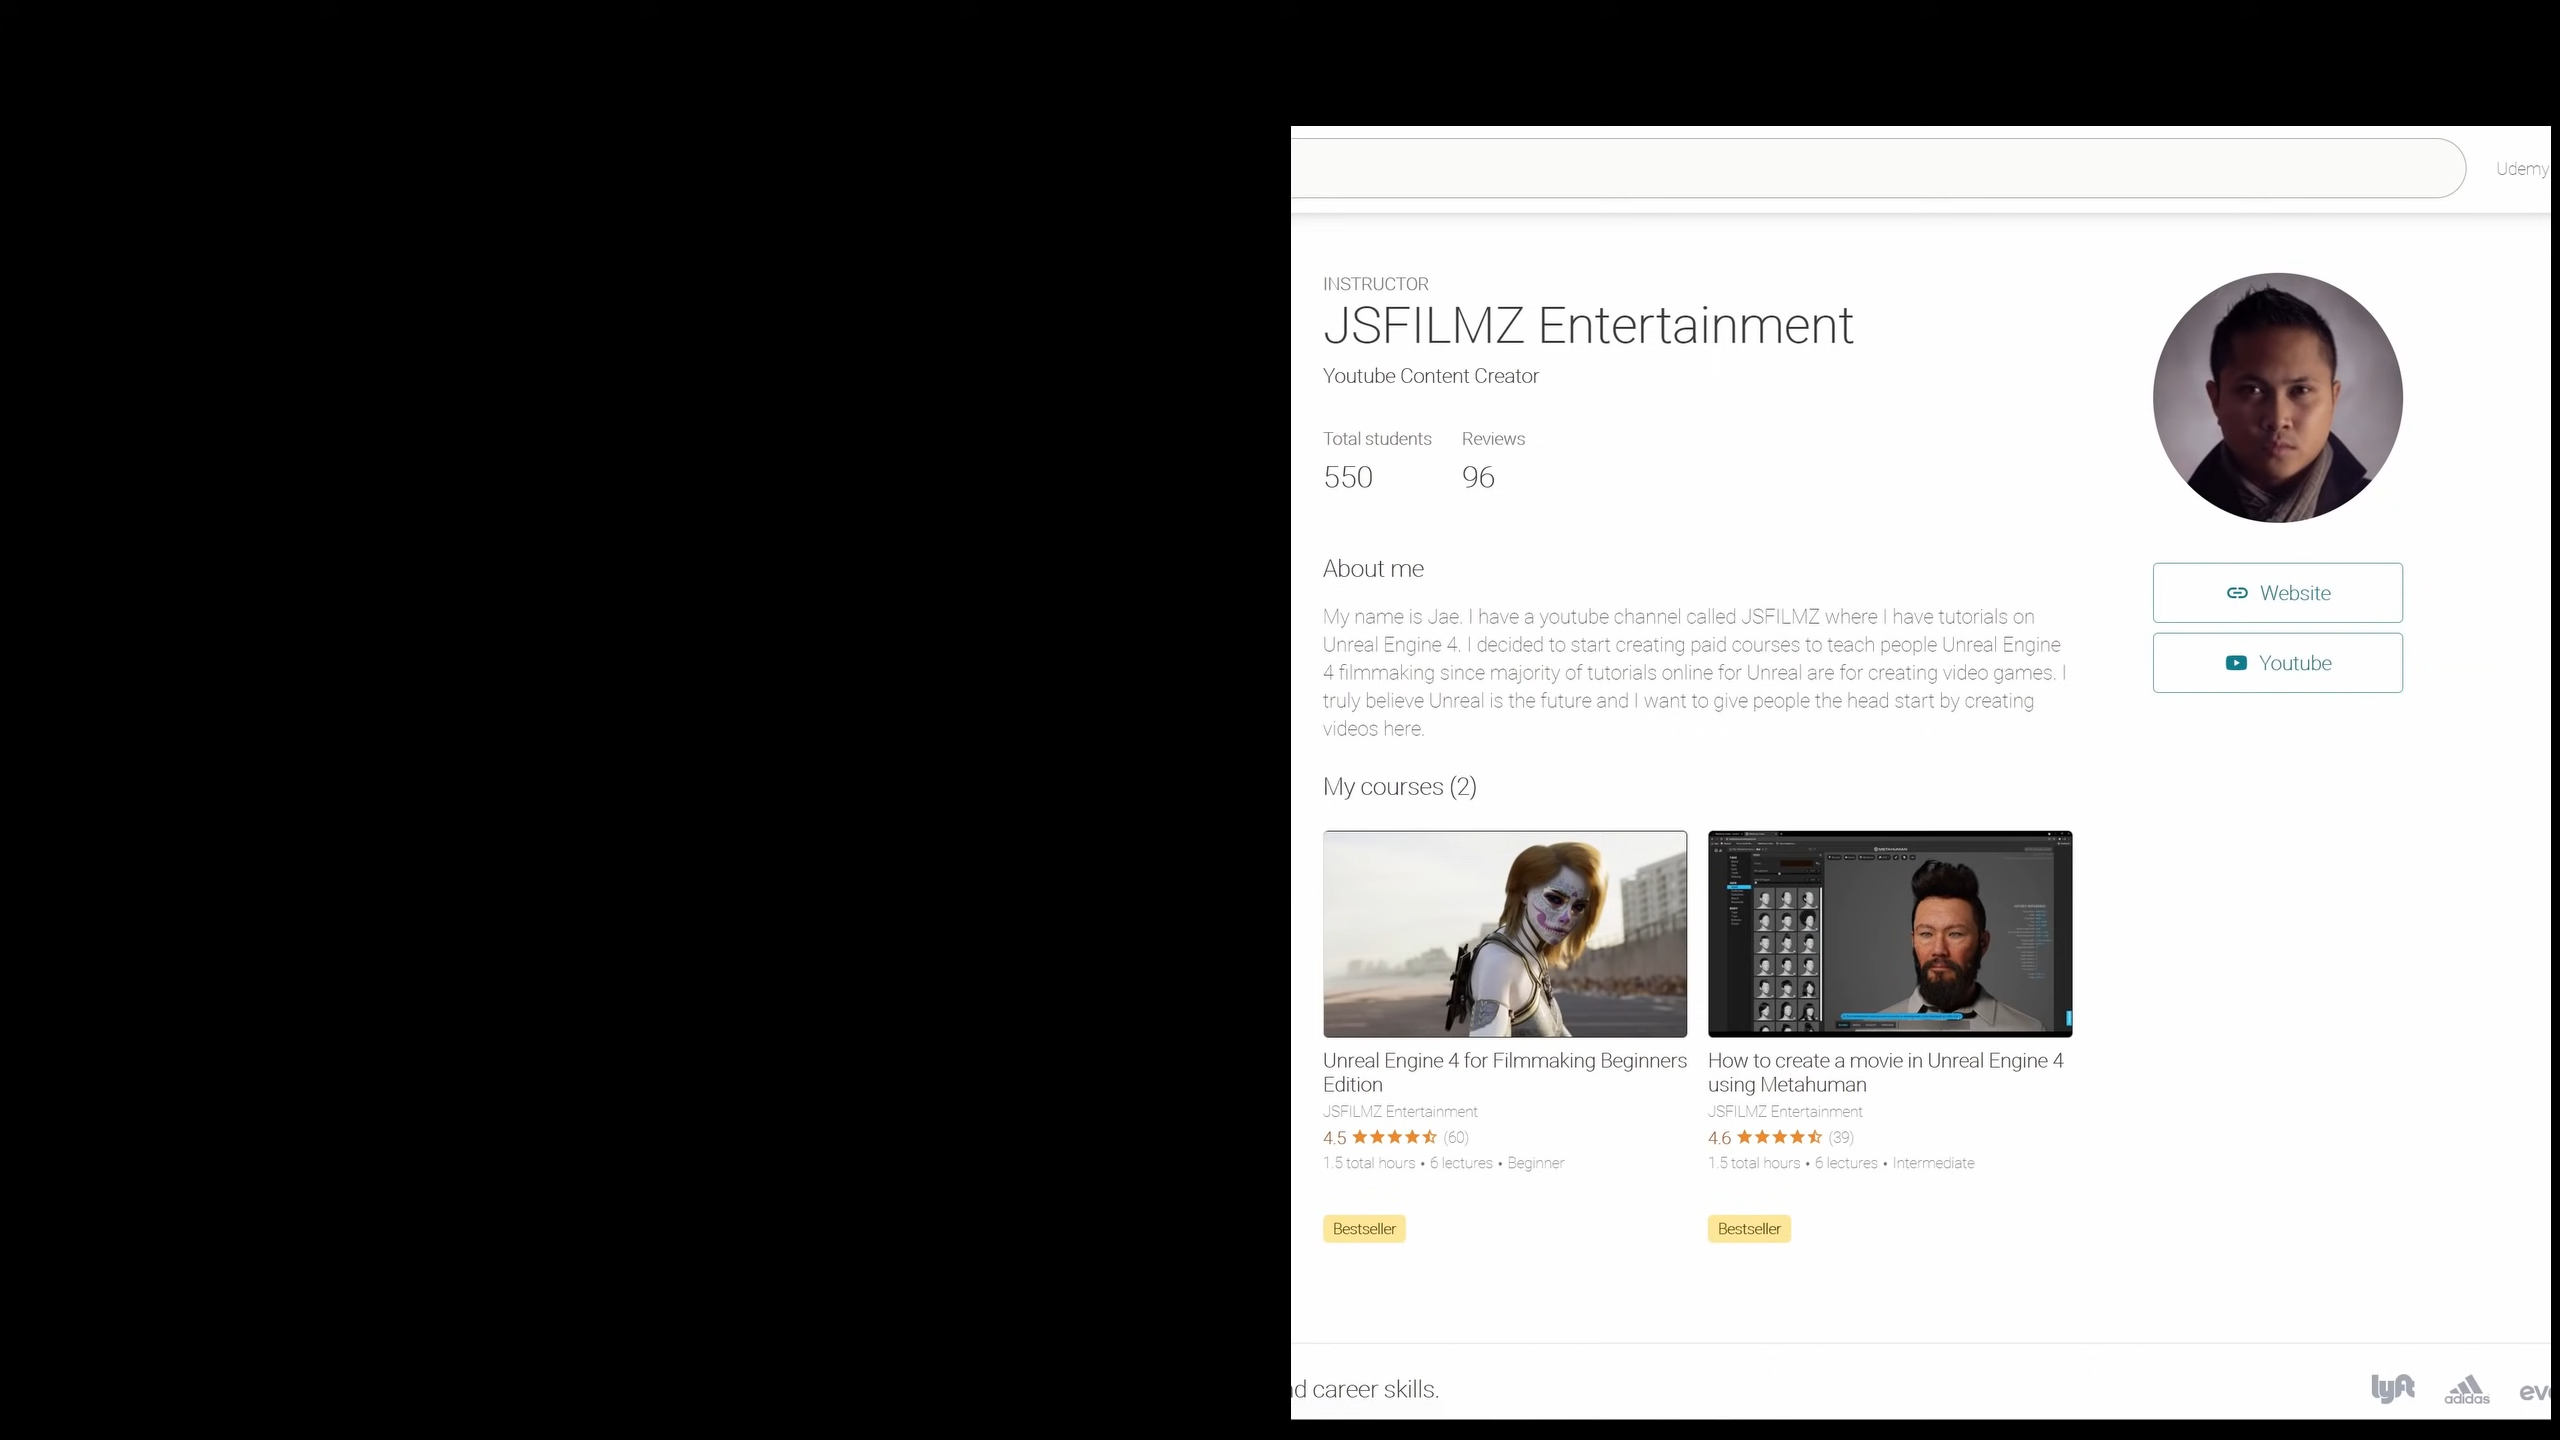 Udemy
INSTRUCTOR
JSFILMZ Entertainment
Youtube Content Creator
Total students Reviews
550 96
About me
My name is Jae. I have a youtube channel called JSFILMZ where I have tutorials on
Unreal Engine 4. I decided to start creating paid courses to teach people Unreal Engine
4 filmmaking since majority of tutorials online for Unreal are for creating video games. I
truly believe Unreal is the future and I want to give people the head start by creating
videos here.
Website
Youtube
My courses (2)
METAHUMAN
Unreal Engine 4 for Filmmaking Beginners
Edition
JSFILMZ Entertainment
4.5 (60)
1.5 total hours • 6 lectures • Beginner
Bestseller
How to create a movie in Unreal Engine 4
using Metahuman
JSFILMZ Entertainment
4.6 (39)
1.5 total hours • 6 lectures • Intermediate
Bestseller
d career skills.
lyft
adidas